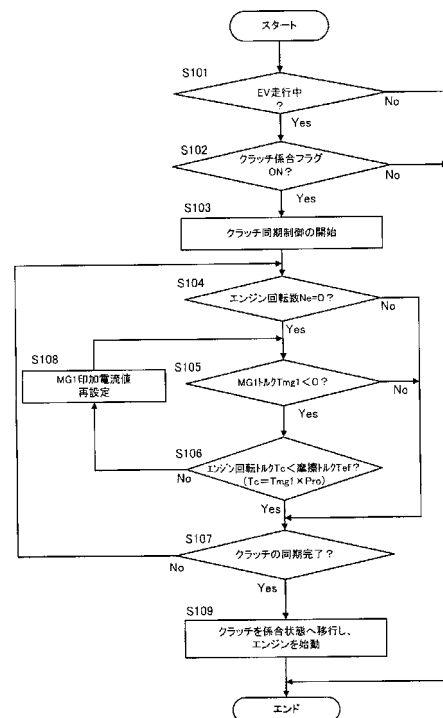 スタート
S101
EV走行中
?
No
Yes
S102
クラッチ係合フラグ
ON?
No
Yes
S103
クラッチ同期制御の開始
S104
エンジン回転数Ne=0?
No
Yes
S108
MG1印加電流値
再設定
S105
MG1トルクTmg1<0?
No
Yes
S106
エンジン回転トルクTc<摩擦トルクTef?
(Tc=Tmg1×Pro)
No
Yes
S107
クラッチの同期完了?
No
Yes
S109
クラッチを係合状態へ移行し、
エンジンを始動
エンド